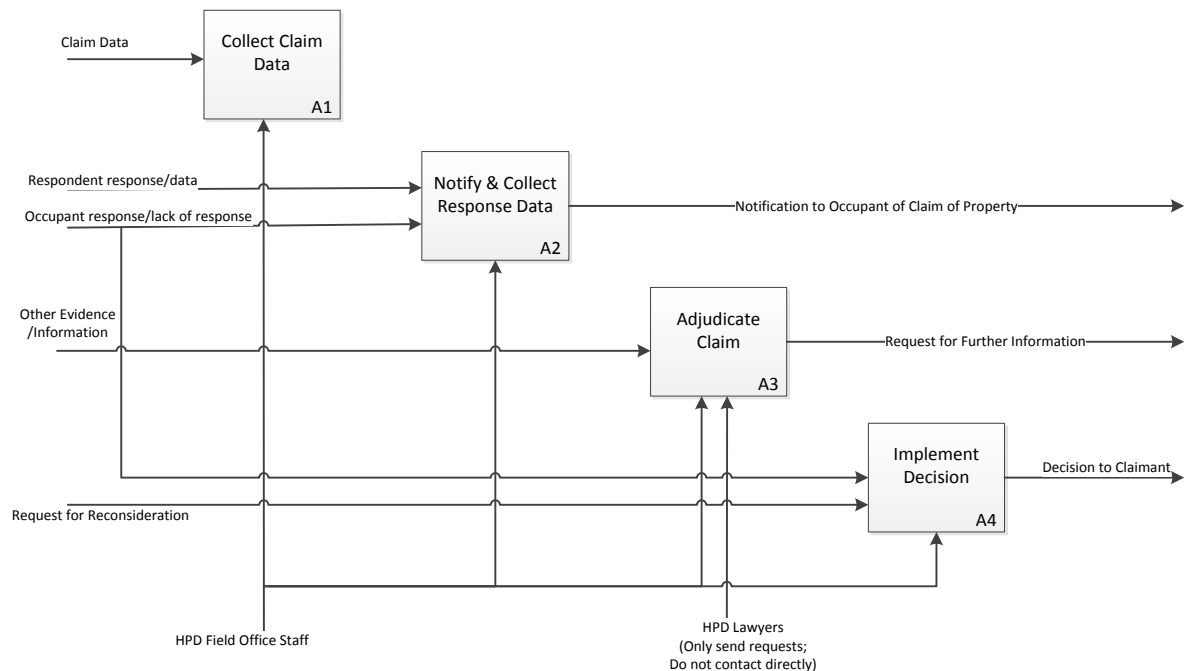 Claim Data
Collect Claim
Data
A1
Respondent response/data
Occupant response/lack of response
Notify & Collect
Response Data
A2
Notification to Occupant of Claim of Property
Other Evidence
/Information
Adjudicate
Claim
A3
Request for Further Information
Implement
Decision
A4
Decision to Claimant
Request for Reconsideration
HPD Field Office Staff
HPD Lawyers
(Only send requests;
Do not contact directly)